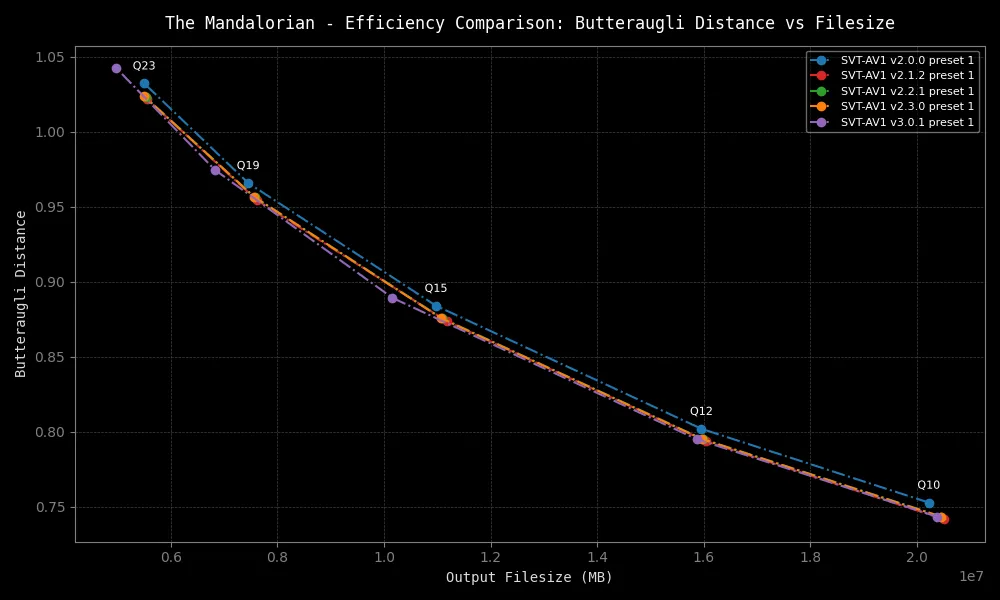 The Mandalorian - Efficiency Comparison: Butteraugli Distance vs Filesize
SVT-AV1 v2.0.0 preset 1
SVT-AV1 v2.1.2 preset 1
SVT-AV1 v2.2.1 preset 1
SVT-AV1 v2.3.0 preset 1
SVT-AV1 v3.0.1 preset 1
Butteraugli Distance
1.05
1.00
0.95
0.90
0.85
0.80
0.75
Q23
Q19
Q15
Q12
Q10
0.6
0.8
1.0
1.2
1.4
1.6
1.8
2.0
1e7
Output Filesize (MB)